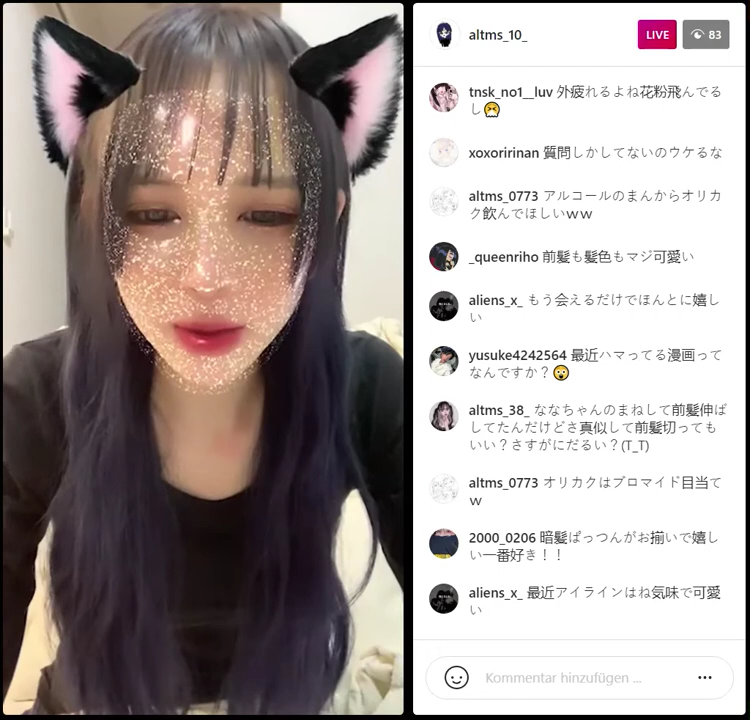 altms_10_
LIVE
83
tnsk_no1__luv 外疲れるよね花粉飛んでる
し
xoxoririnan 質問しかしてないのウケるな
altms_0773 アルコールのまんからオリカ
ク飲んでほしいww
_queenriho 前髪も髪色もマジ可愛い
aliens_x_ もう会えるだけでほんとに嬉し
い
yusuke4242564 最近ハマってる漫画って
なんですか？
altms_38_ ななちゃんのまねして前髪伸ば
してたんだけどさ真似して前髪切っても
いい？さすがにだるい？(T_T)
altms_0773 オリカクはブロマイド目当て
w
2000_0206 暗髪ぱっつんがお揃いで嬉し
い一番好き！！
aliens_x_ 最近アイラインはね気味で可愛
い
Kommentar hinzufügen ...